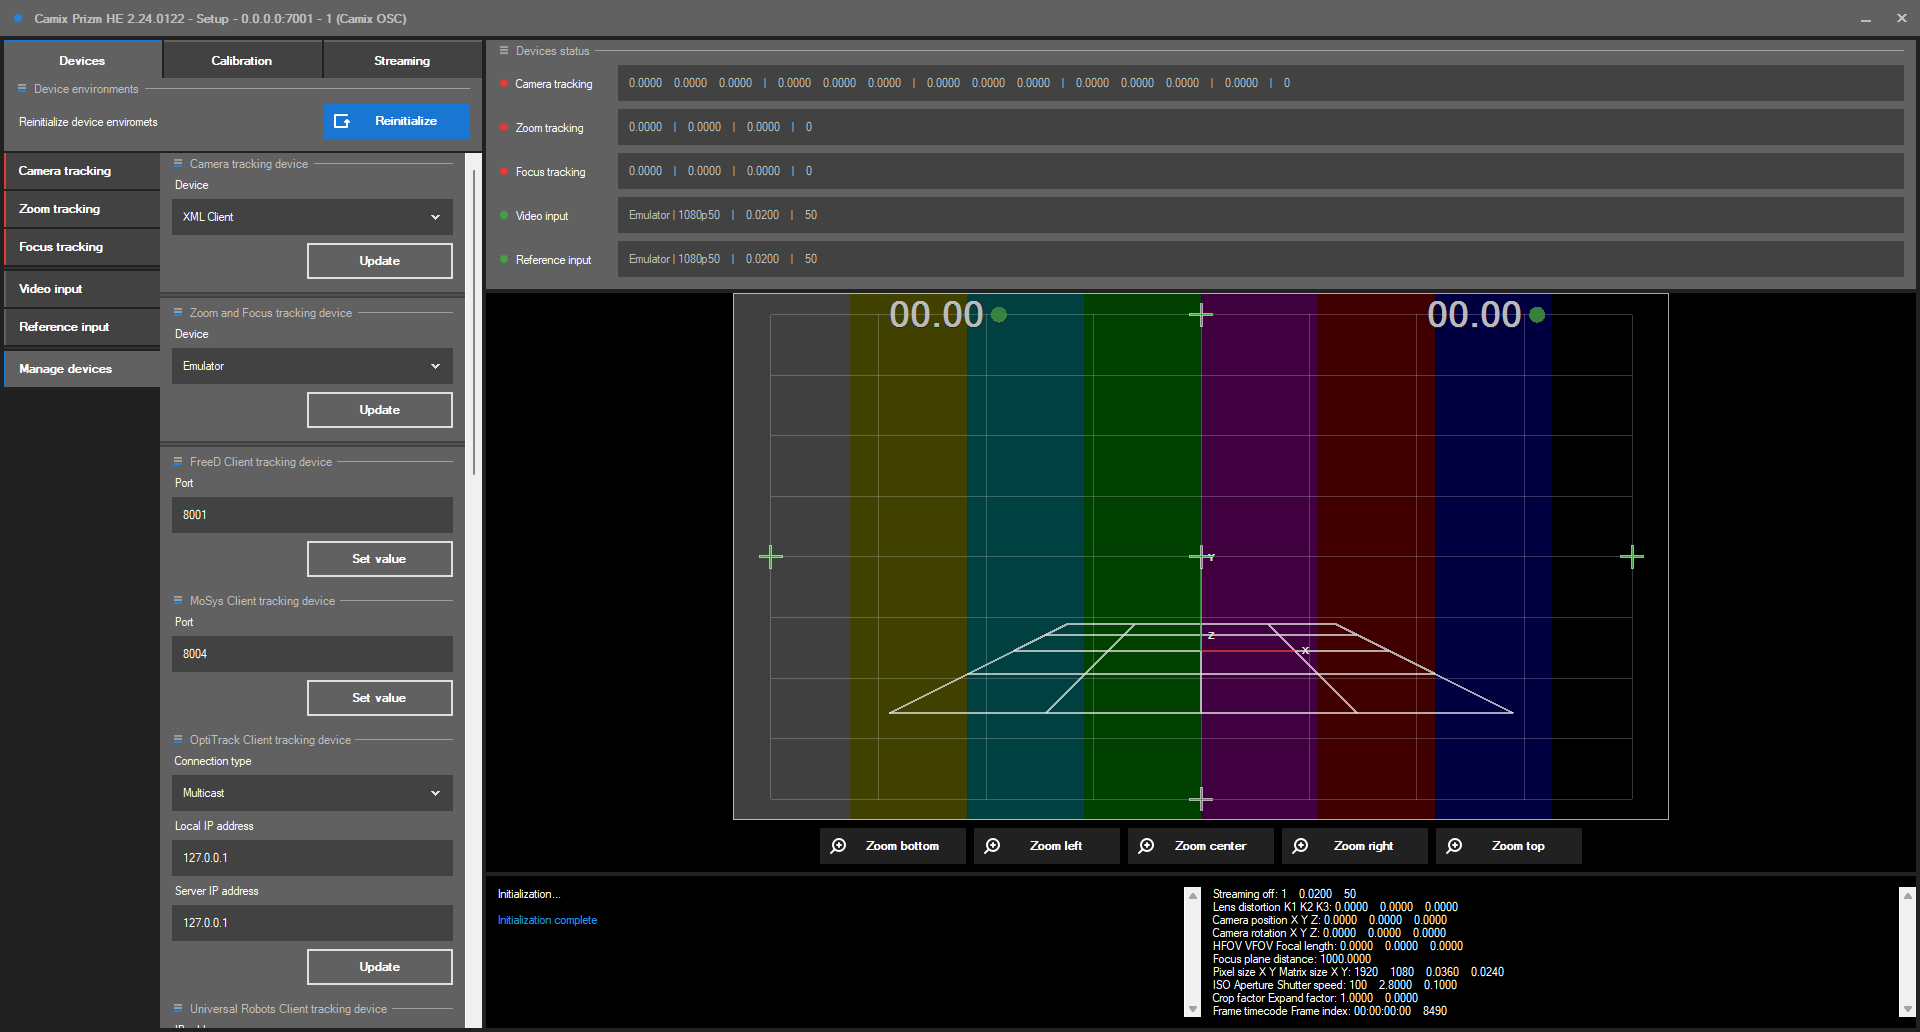 Camix Prizm HE 2.24.0122 - Setup - 0.0.0.0:7001 - 1 (Camix OSC)
Devices
Calibration
Streaming
Device environments
Reinitialize device enviromets
Reinitialize
Camera tracking
Zoom tracking
Focus tracking
Video input
Reference input
Manage devices
Camera tracking device
Device
XML Client
Update
Zoom and Focus tracking device
Device
Emulator
Update
FreeD Client tracking device
Port
8001
Set value
MoSys Client tracking device
Port
8004
Set value
OptiTrack Client tracking device
Connection type
Multicast
Local IP address
127.0.0.1
Server IP address
127.0.0.1
Update
Universal Robots Client tracking device
Devices status
Camera tracking 0.0000 0.0000 0.0000 | 0.0000 0.0000 0.0000 | 0.0000 0.0000 0.0000 | 0.0000 0.0000 0.0000 | 0.0000 | 0
Zoom tracking 0.0000 | 0.0000 | 0.0000 | 0
Focus tracking 0.0000 | 0.0000 | 0.0000 | 0
Video input Emulator | 1080p50 | 0.0200 | 50
Reference input Emulator | 1080p50 | 0.0200 | 50
00.00 00.00
Y
Z
X
Zoom bottom
Zoom left
Zoom center
Zoom right
Zoom top
Initialization...
Initialization complete
Streaming off: 1 0.0200 50
Lens distortion K1 K2 K3: 0.0000 0.0000 0.0000
Camera position X Y Z: 0.0000 0.0000 0.0000
Camera rotation X Y Z: 0.0000 0.0000 0.0000
HFOV VFOV Focal length: 0.0000 0.0000 0.0000
Focus plane distance: 1000.0000
Pixel size X Y Matrix size X Y: 1920 1080 0.0360 0.0240
ISO Aperture Shutter speed: 100 2.8000 0.1000
Crop factor Expand factor: 1.0000 0.0000
Frame timecode Frame index: 00:00:00:00 8490